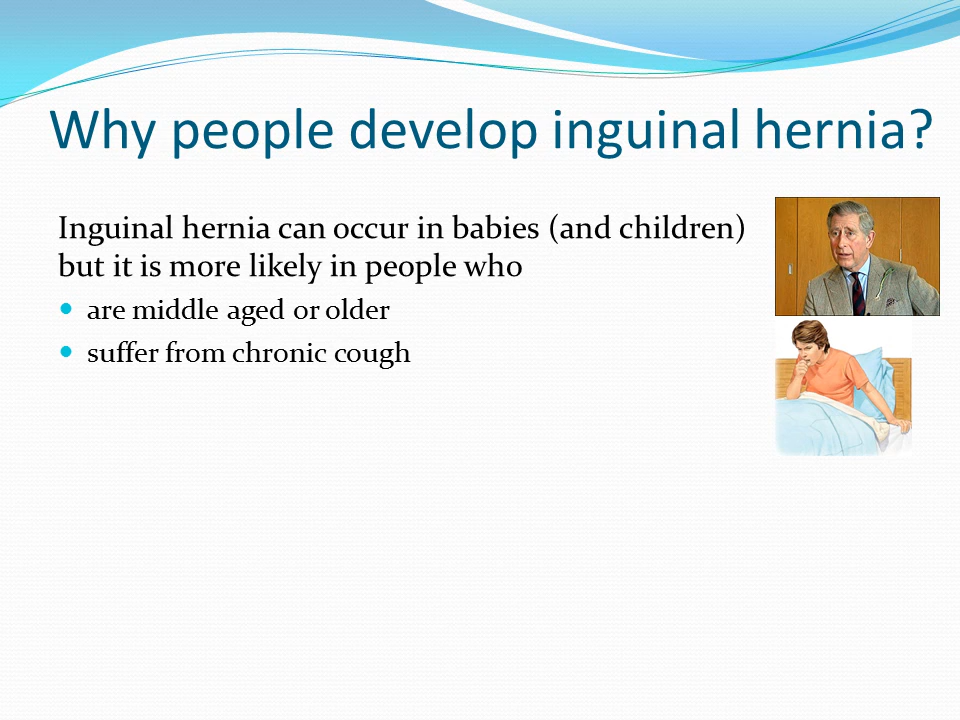 Why people develop inguinal hernia?
Inguinal hernia can occur in babies (and children)
but it is more likely in people who
are middle aged or older
suffer from chronic cough